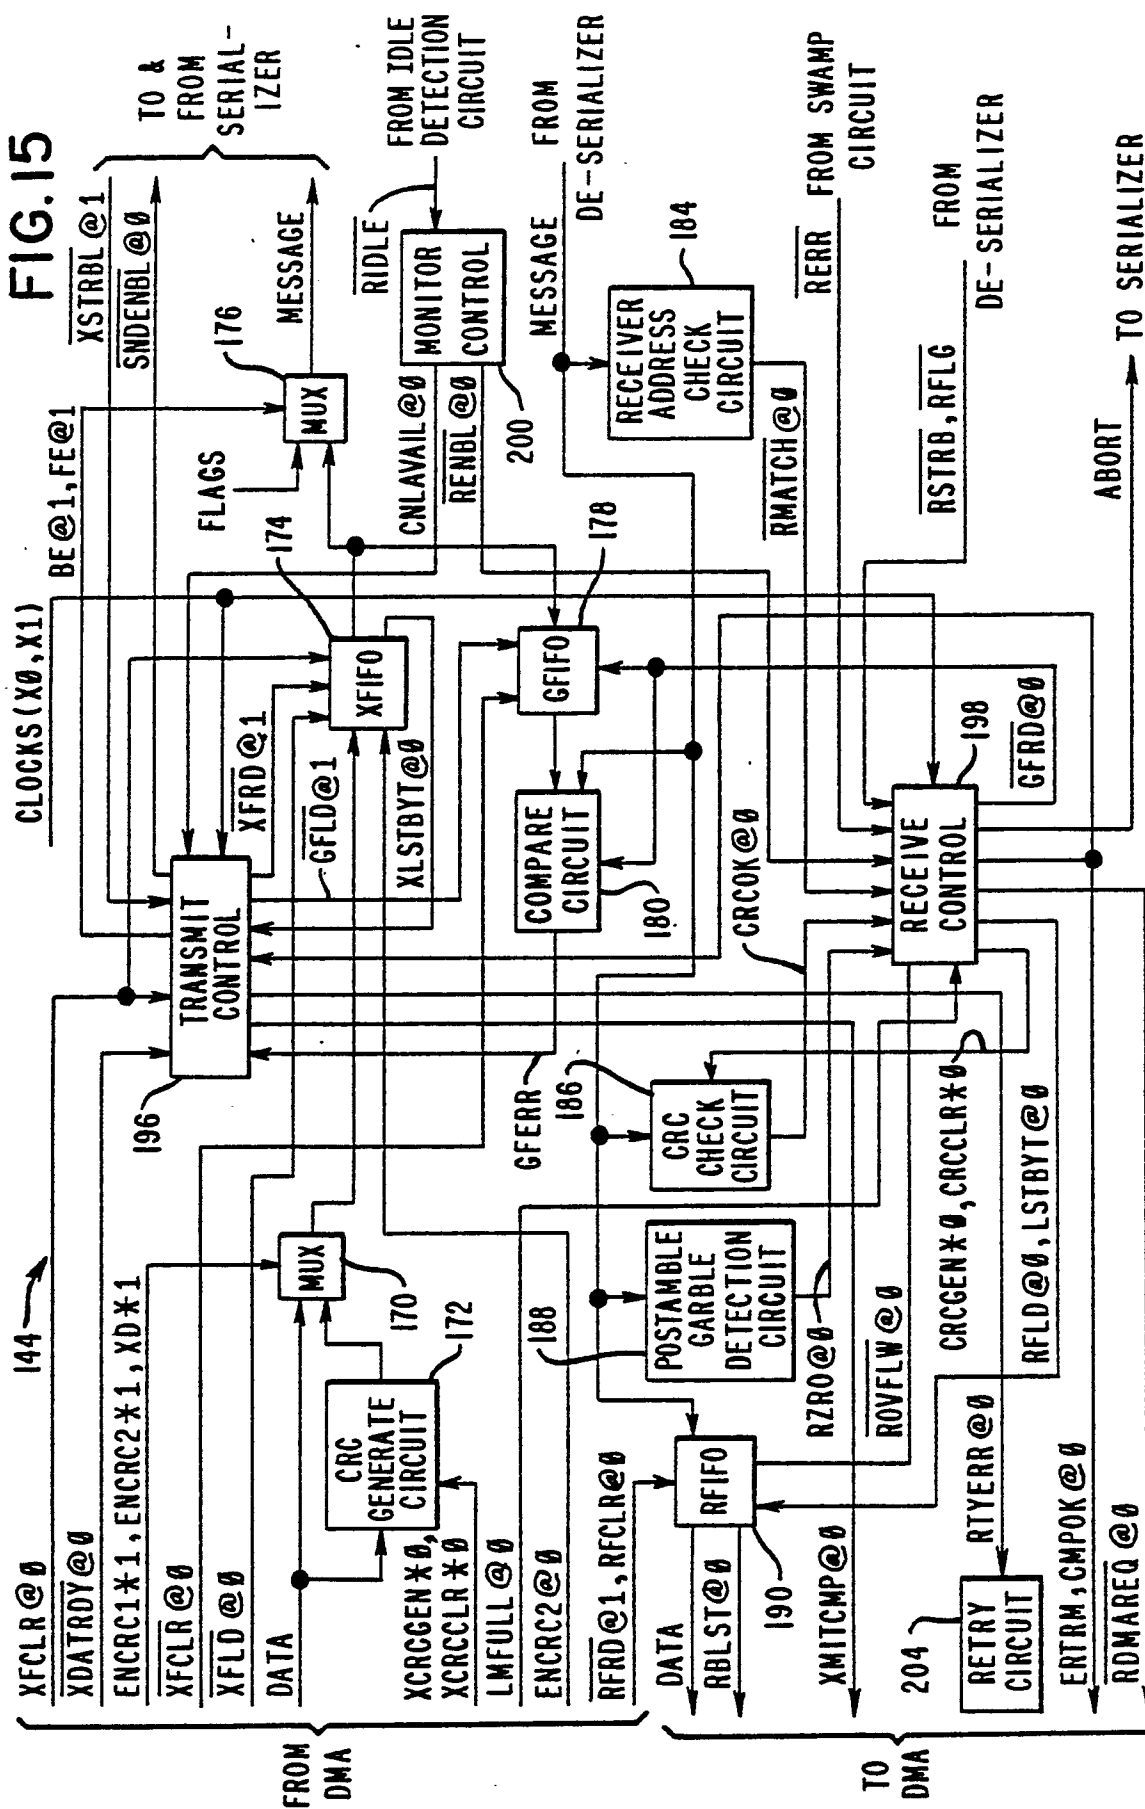 FIG.15
144
XFCLR@0
XDATRDY@0
ENCRC1*1,ENCRC2*1,XD*1
XFCLR@0
XFLD@0
DATA
XCRCGEN*0,
XCRCCLR*0
LMFULL@0
ENCRC2@0
RFRD@1,RFCLR@0
FROM
DMA
DATA
RBLST@0
XMITCMP@0
204
RETRY
CIRCUIT
RTYERR@0
ERTRM,CMPOK@0
RDMAREQ@0
TO
DMA
CRC
GENERATE
CIRCUIT
172
MUX
170
RFIFO
190
POSTAMBLE
GARBLE
DETECTION
CIRCUIT
188
RZRO@0
ROVFLW@0
CRCGEN*0,CRCCLR*0
RFLD@0,LSTBYT@0
CRC
CHECK
CIRCUIT
186
GFERR
TRANSMIT
CONTROL
196
CLOCKS(X0,X1)
BE@1,FE@1
XFRD@1
GFLD@1
XLSTBYT@0
XFIFO
174
COMPARE
CIRCUIT
180
GFIFO
178
CRCOK@0
RECEIVE
CONTROL
198
GFRD@0
FLAGS
MUX
176
XSTRBL@1
SNDENBL@0
MESSAGE
TO &
FROM
SERIAL-
IZER
CNLAVAIL@0
RENBL@0
MONITOR
CONTROL
200
RIDLE
FROM IDLE
DETECTION
CIRCUIT
MESSAGE FROM
DE-SERIALIZER
RECEIVER
ADDRESS
CHECK
CIRCUIT
184
RMATCH@0
RERR FROM SWAMP
CIRCUIT
RSTRB,RFLG
FROM
DE-SERIALIZER
ABORT
TO SERIALIZER